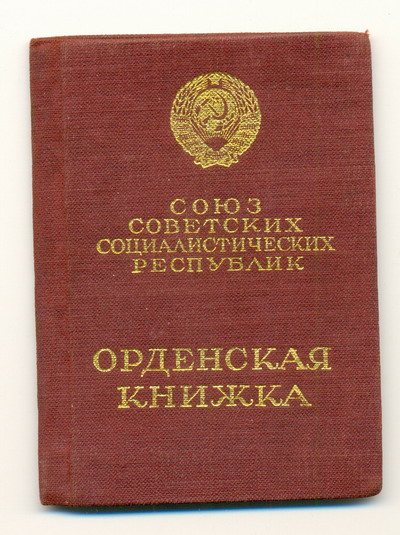 СОЮЗ
СОВЕТСКИХ
СОЦИАЛИСТИЧЕСКИХ
РЕСПУБЛИК
ОРДЕНСКАЯ
КНИЖКА